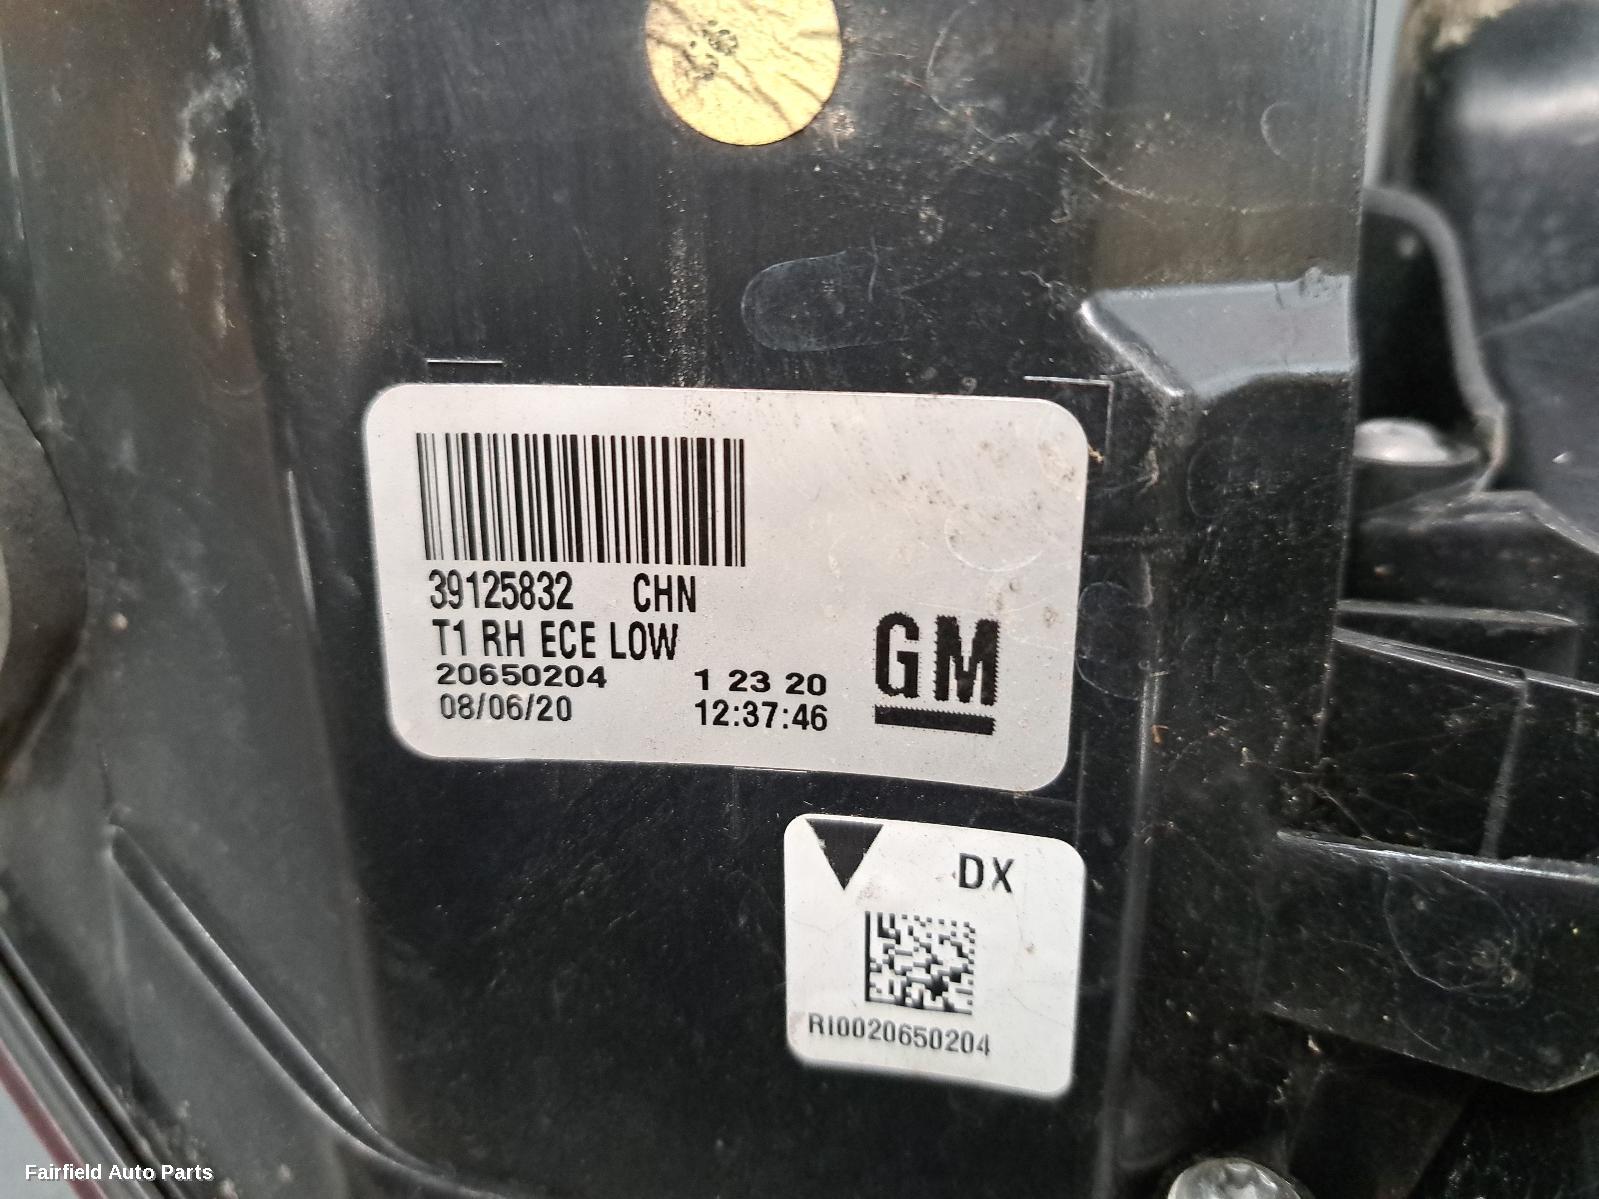 39125832 CHN
T1 RH ECE LOW
20650204 1 23 20
08/06/20 12:37:46
GM
DX
RI0020650204
Fairfield Auto Parts